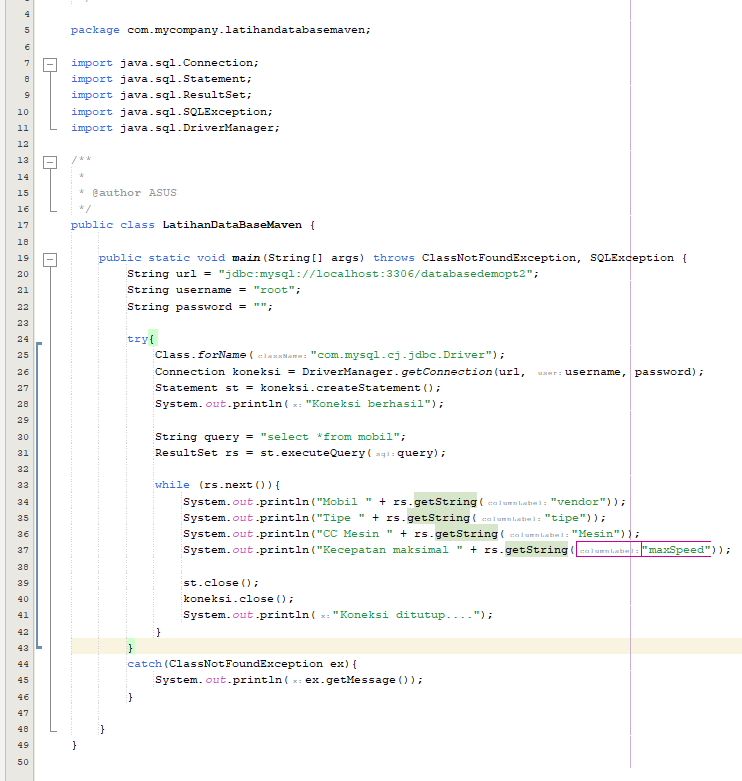 4
5 package com.mycompany.latihandatabasemaven;
6
7 import java.sql.Connection;
8 import java.sql.Statement;
9 import java.sql.ResultSet;
10 import java.sql.SQLException;
11 import java.sql.DriverManager;
12
13 /**
14 *
15 * @author ASUS
16 */
17 public class LatihanDataBaseMaven {
18
19 public static void main(String[] args) throws ClassNotFoundException, SQLException {
20 String url = "jdbc:mysql://localhost:3306/databasedemopt2";
21 String username = "root";
22 String password = "";
23
24 try{
25 Class.forName( className: "com.mysql.cj.jdbc.Driver");
26 Connection koneksi = DriverManager.getConnection(url, user: username, password);
27 Statement st = koneksi.createStatement();
28 System.out.println( x: "Koneksi berhasil");
29
30 String query = "select *from mobil";
31 ResultSet rs = st.executeQuery( sql: query);
32
33 while (rs.next()){
34 System.out.println("Mobil " + rs.getString( columnLabel: "vendor"));
35 System.out.println("Tipe " + rs.getString( columnLabel: "tipe"));
36 System.out.println("CC Mesin " + rs.getString( columnLabel: "Mesin"));
37 System.out.println("Kecepatan maksimal " + rs.getString( columnLabel: "maxSpeed"));
38
39 st.close();
40 koneksi.close();
41 System.out.println( x: "Koneksi ditutup....");
42 }
43 }
44 catch(ClassNotFoundException ex){
45 System.out.println( x: ex.getMessage());
46 }
47
48 }
49 }
50